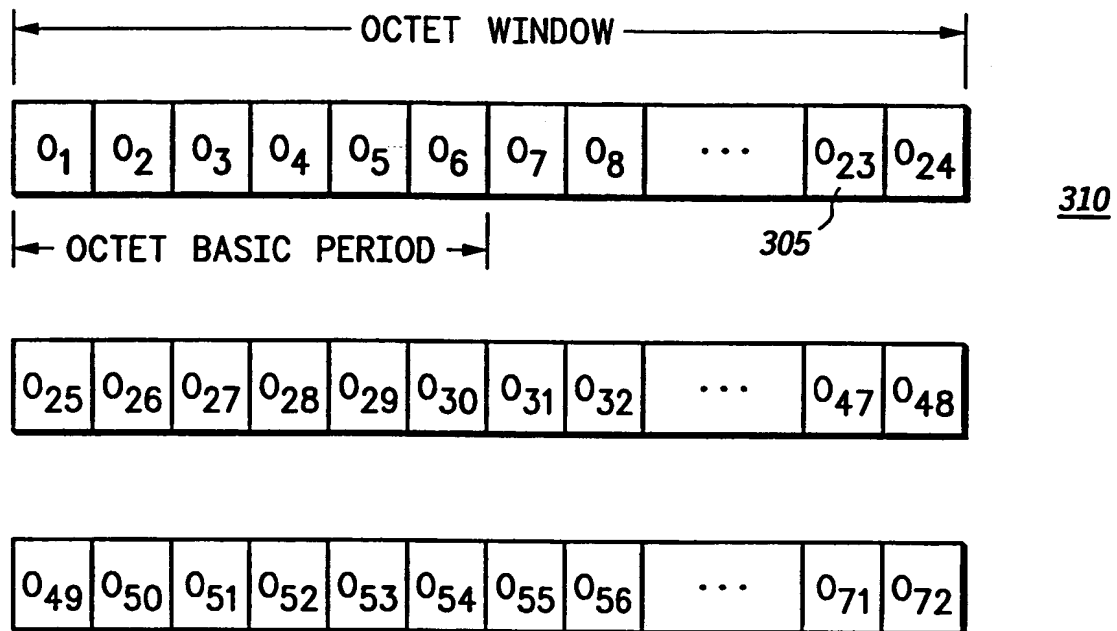 OCTET WINDOW
O1 O2 O3 O4 O5 O6 O7 O8 ... O23 O24
310
305
OCTET BASIC PERIOD
O25 O26 O27 O28 O29 O30 O31 O32 ... O47 O48
O49 O50 O51 O52 O53 O54 O55 O56 ... O71 O72